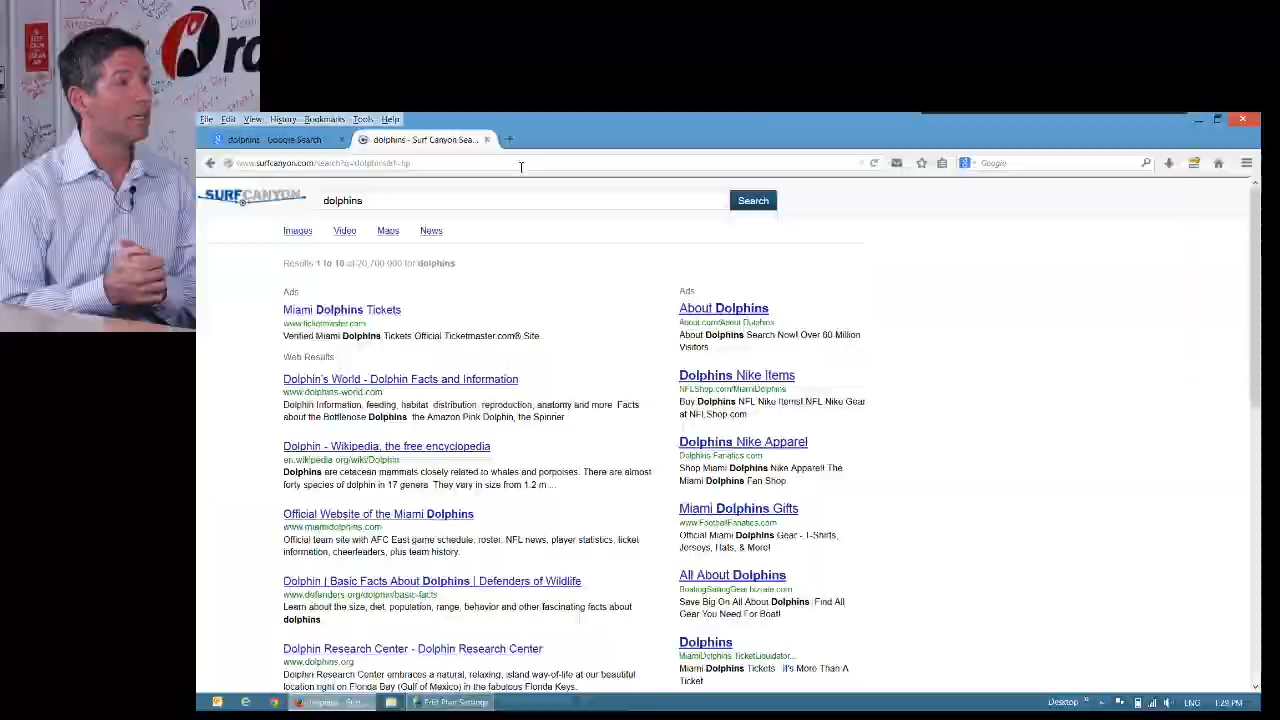 KEEP CALM
ra
File Edit View History Bookmarks Tools Help
dolphins - Google Search
dolphins - Surf Canyon Sea...
www.surfcanyon.com/search?q=dolphins&f=hp
Google
SURFCANYON
dolphins
Search
Images Video Maps News
Results 1 to 10 of 20,700,000 for dolphins
Ads
Miami Dolphins Tickets
www.ticketmaster.com
Verified Miami Dolphins Tickets Official Ticketmaster.com® Site
Web Results
Dolphin's World - Dolphin Facts and Information
www.dolphins-world.com
Dolphin Information, feeding, habitat, distribution, reproduction, anatomy and more. Facts
about the Bottlenose Dolphins, the Amazon Pink Dolphin, the Spinner
Dolphin - Wikipedia, the free encyclopedia
en.wikipedia.org/wiki/Dolphin
Dolphins are cetacean mammals closely related to whales and porpoises. There are almost
forty species of dolphin in 17 genera. They vary in size from 1.2 m ...
Official Website of the Miami Dolphins
www.miamidolphins.com
Official team site with AFC East game schedule, roster, NFL news, player statistics, ticket
information, cheerleaders, plus team history.
Dolphin | Basic Facts About Dolphins | Defenders of Wildlife
www.defenders.org/dolphin/basic-facts
Learn about the size, diet, population, range, behavior and other fascinating facts about
dolphins.
Dolphin Research Center - Dolphin Research Center
www.dolphins.org
Dolphin Research Center embraces a natural, relaxing, island way-of-life at our beautiful
location right on Florida Bay (Gulf of Mexico) in the fabulous Florida Keys.
Ads
About Dolphins
About.com/About Dolphins
About Dolphins Search Now! Over 60 Million
Visitors
Dolphins Nike Items
NFLShop.com/MiamiDolphins
Buy Dolphins NFL Nike Items! NFL Nike Gear
at NFLShop.com
Dolphins Nike Apparel
Dolphins.Fanatics.com
Shop Miami Dolphins Nike Apparel! The
Miami Dolphins Fan Shop.
Miami Dolphins Gifts
www.FootballFanatics.com
Official Miami Dolphins Gear - T-Shirts,
Jerseys, Hats, & More!
All About Dolphins
BoatingSailingGear.bizrate.com
Save Big On All About Dolphins! Find All
Gear You Need For Boat!
Dolphins
MiamiDolphins.TicketLiquidator...
Miami Dolphins Tickets It's More Than A
Ticket
Edit Plan Settings
Desktop
ENG
1:29 PM